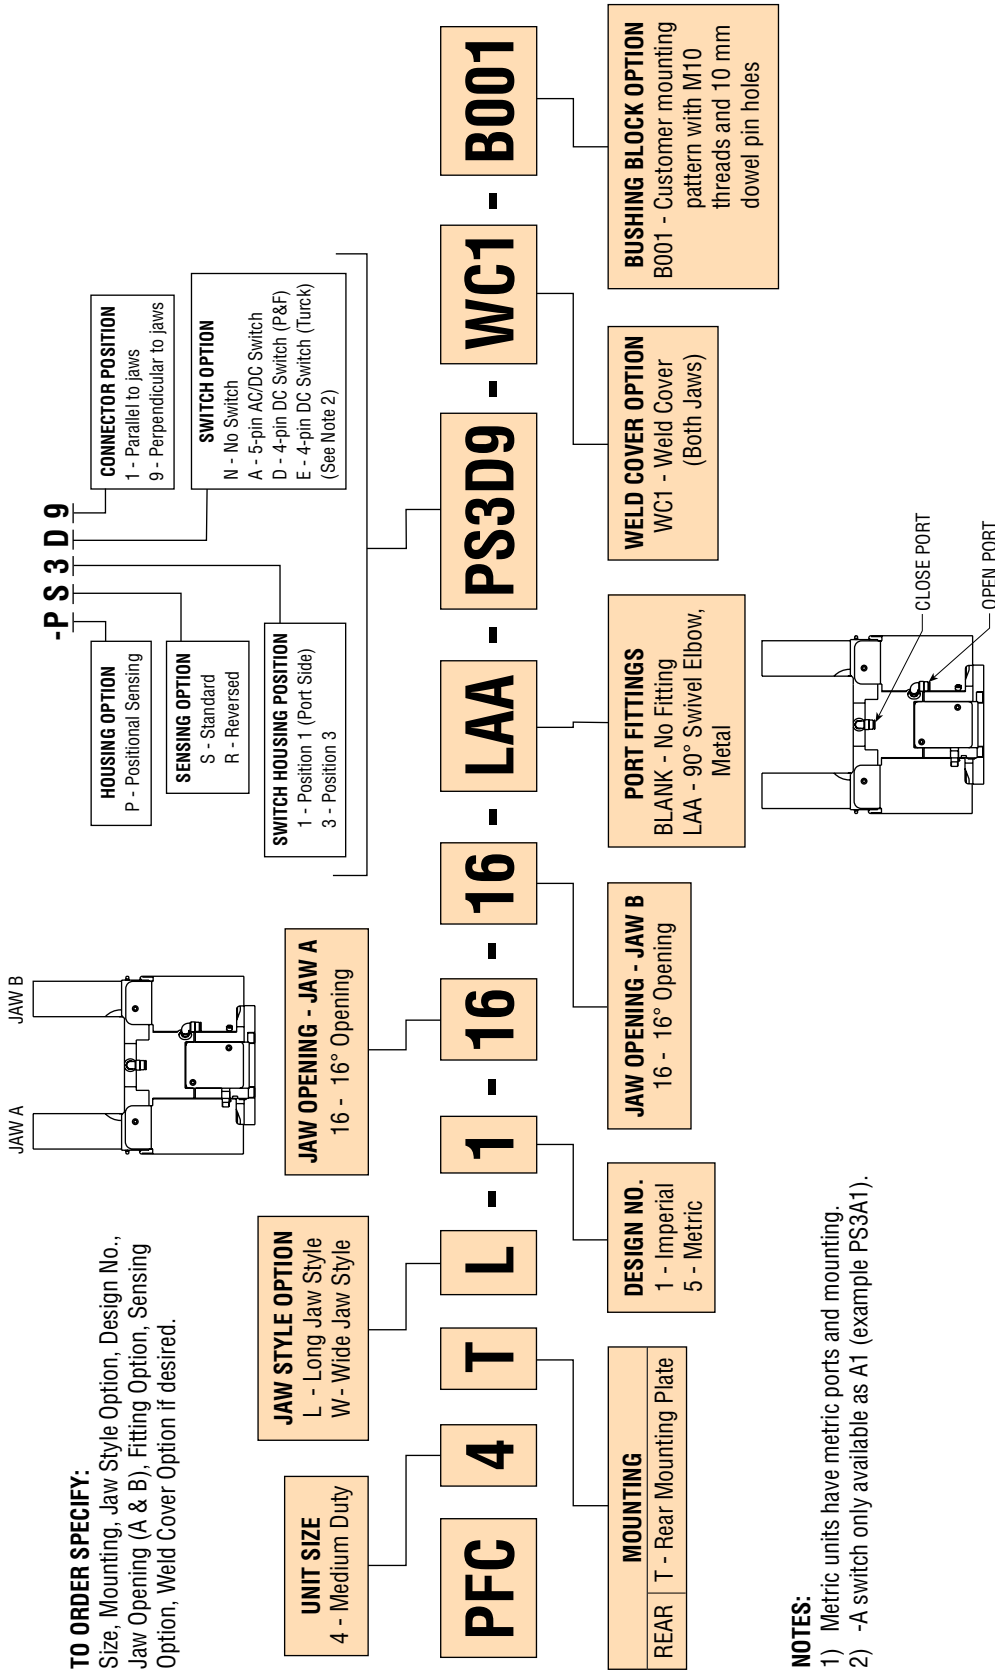 TO ORDER SPECIFY:
Size, Mounting, Jaw Style Option, Design No.,
Jaw Opening (A & B), Fitting Option, Sensing
Option, Weld Cover Option if desired.
JAW A
JAW B
-P S 3 D 9
HOUSING OPTION
P - Positional Sensing
SENSING OPTION
S - Standard
R - Reversed
SWITCH HOUSING POSITION
1 - Position 1 (Port Side)
3 - Position 3
CONNECTOR POSITION
1 - Parallel to jaws
9 - Perpendicular to jaws
SWITCH OPTION
N - No Switch
A - 5-pin AC/DC Switch
D - 4-pin DC Switch (P&F)
E - 4-pin DC Switch (Turck)
(See Note 2)
UNIT SIZE
4 - Medium Duty
JAW STYLE OPTION
L - Long Jaw Style
W- Wide Jaw Style
JAW OPENING - JAW A
16 - 16° Opening
PFC 4 T L - 1 - 16 - 16 - LAA - PS3D9 - WC1 - B001
MOUNTING
REAR T - Rear Mounting Plate
DESIGN NO.
1 - Imperial
5 - Metric
JAW OPENING - JAW B
16 - 16° Opening
PORT FITTINGS
BLANK - No Fitting
LAA - 90° Swivel Elbow,
Metal
WELD COVER OPTION
WC1 - Weld Cover
(Both Jaws)
BUSHING BLOCK OPTION
B001 - Customer mounting
pattern with M10
threads and 10 mm
dowel pin holes
CLOSE PORT
OPEN PORT
NOTES:
1) Metric units have metric ports and mounting.
2) -A switch only available as A1 (example PS3A1).